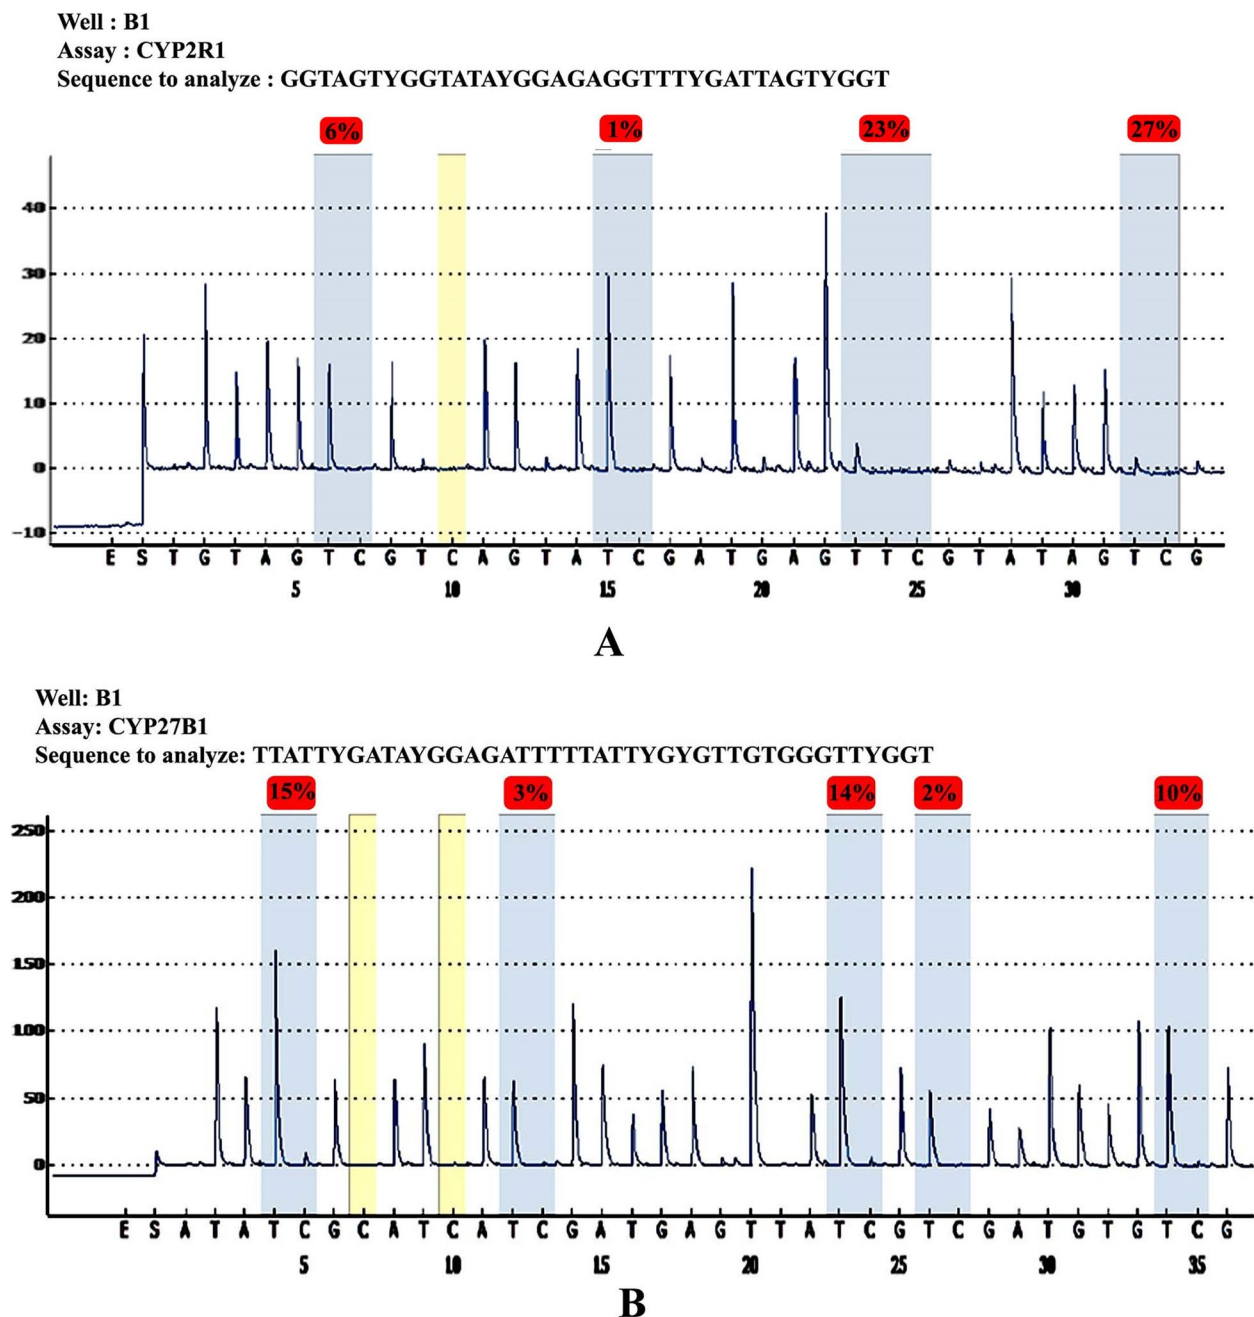 Well : B1
Assay : CYP2R1
Sequence to analyze : GGTAGTYGGTATAYGGAGAGGTTTYGATTAGTYGGT
6% 1% 23% 27%
40
30
20
10
0
-10
E S T G T A G T C G T C A G T A T C G A T G A G T T C G T A T A G T C G
5 10 15 20 25 30
A
Well: B1
Assay: CYP27B1
Sequence to analyze: TTATTYGATAYGGAGATTTTTATTYGYGTTGTGGGTTYGGT
15% 3% 14% 2% 10%
250
200
150
100
50
0
E S A T A T C G C A T C A T C G A T G A G T T A T C G T C G A T G T G T C G
5 10 15 20 25 30 35
B